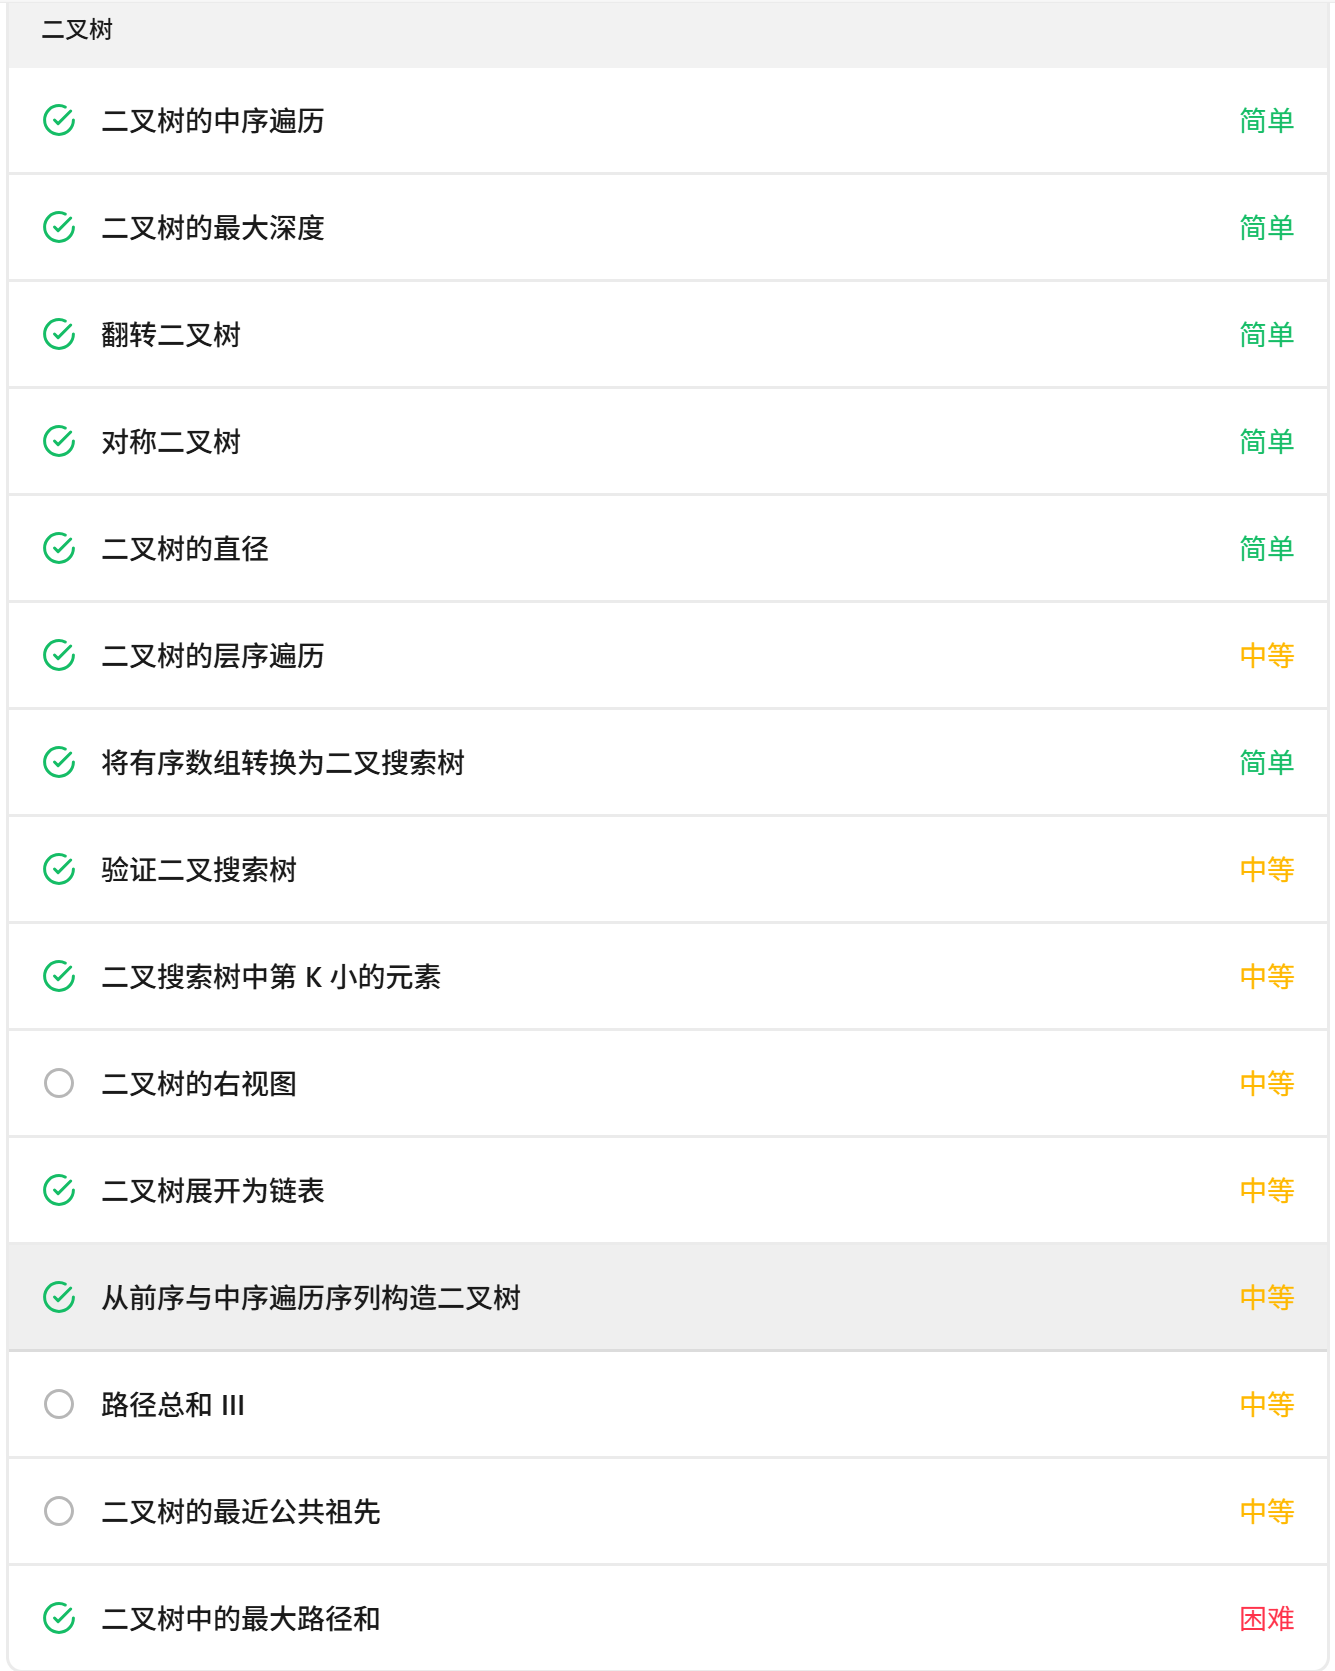 二叉树
二叉树的中序遍历 简单
二叉树的最大深度 简单
翻转二叉树 简单
对称二叉树 简单
二叉树的直径 简单
二叉树的层序遍历 中等
将有序数组转换为二叉搜索树 简单
验证二叉搜索树 中等
二叉搜索树中第 K 小的元素 中等
二叉树的右视图 中等
二叉树展开为链表 中等
从前序与中序遍历序列构造二叉树 中等
路径总和 III 中等
二叉树的最近公共祖先 中等
二叉树中的最大路径和 困难